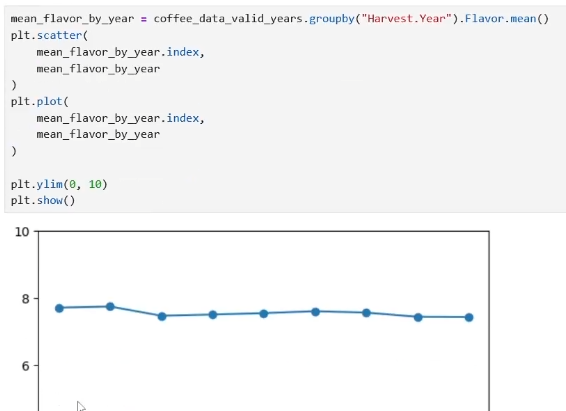 mean_flavor_by_year = coffee_data_valid_years.groupby("Harvest.Year").Flavor.mean()
plt.scatter(
    mean_flavor_by_year.index,
    mean_flavor_by_year
)
plt.plot(
    mean_flavor_by_year.index,
    mean_flavor_by_year
)

plt.ylim(0, 10)
plt.show()
10
8
6